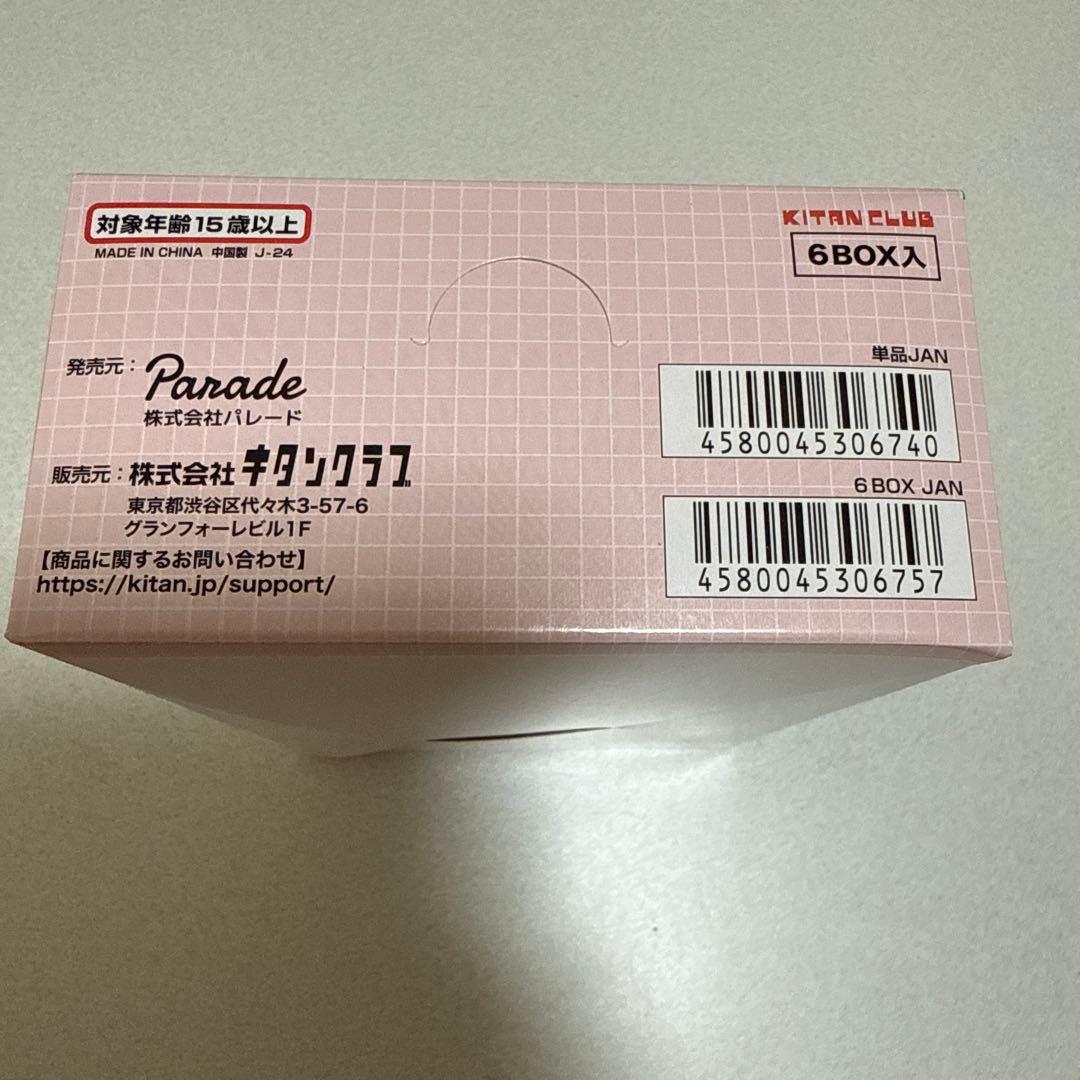 対象年齢15歳以上
MADE IN CHINA 中国製 J-24
KITAN CLUB
6BOX入
発売元：Parade
株式会社パレード
販売元：株式会社キタンクラブ
東京都渋谷区代々木3-57-6
グランフォーレビル1F
【商品に関するお問い合わせ】
https://kitan.jp/support/
単品JAN
4580045306740
6BOX JAN
4580045306757